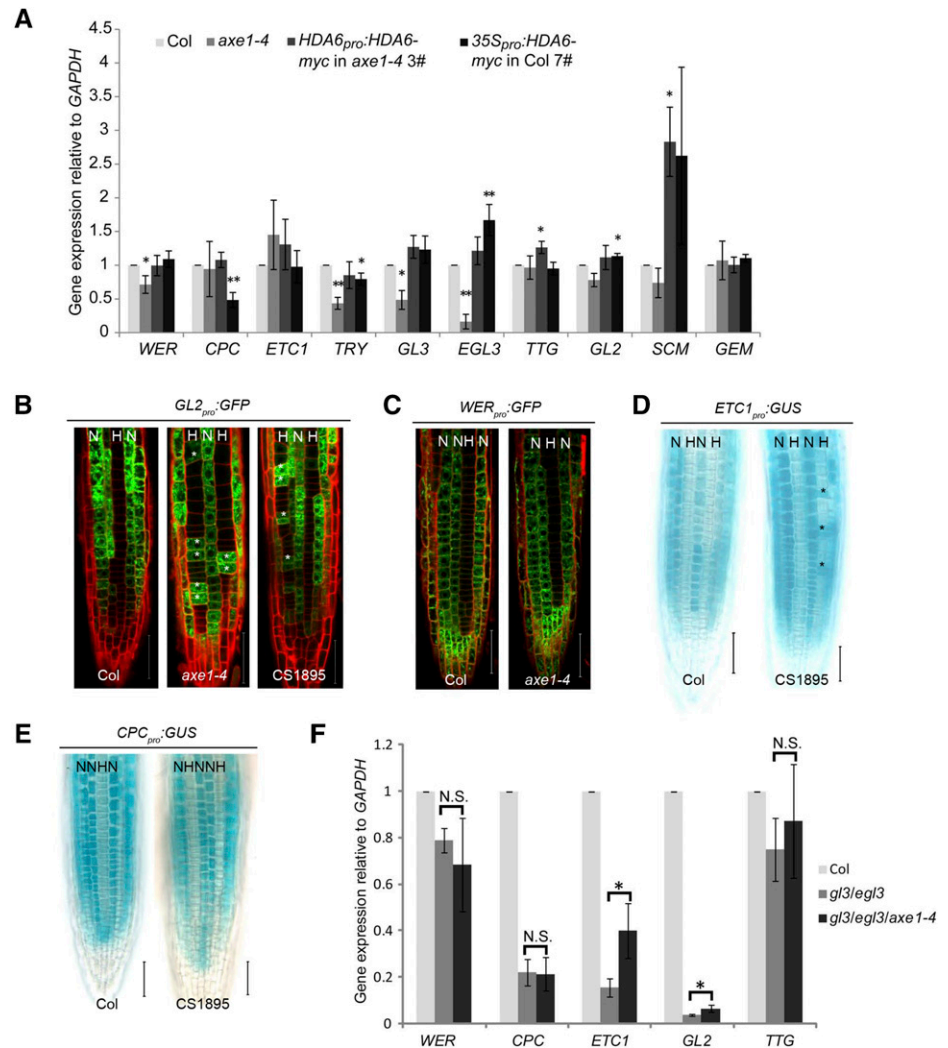 A
4.5
4
3.5
3
2.5
2
1.5
1
0.5
0
Gene expression relative to GAPDH
Col
axe1-4
HDA6pro:HDA6-
myc in axe1-4 3#
35Spro:HDA6-
myc in Col 7#
* ** ** * * ** ** * * *
WER CPC ETC1 TRY GL3 EGL3 TTG GL2 SCM GEM
B
GL2pro:GFP
N H N
H N H
H N H
* * * * * * * *
* * * *
Col
axe1-4
CS1895
C
WERpro:GFP
N N H N
N H N
Col
axe1-4
D
ETC1pro:GUS
N H N H
N H N H
* * *
Col
CS1895
E
CPCpro:GUS
NNHN
NHNNH
Col
CS1895
F
1.2
1
0.8
0.6
0.4
0.2
0
Gene expression relative to GAPDH
N.S.
N.S.
*
*
N.S.
Col
gl3/egl3
gl3/egl3/axe1-4
WER CPC ETC1 GL2 TTG